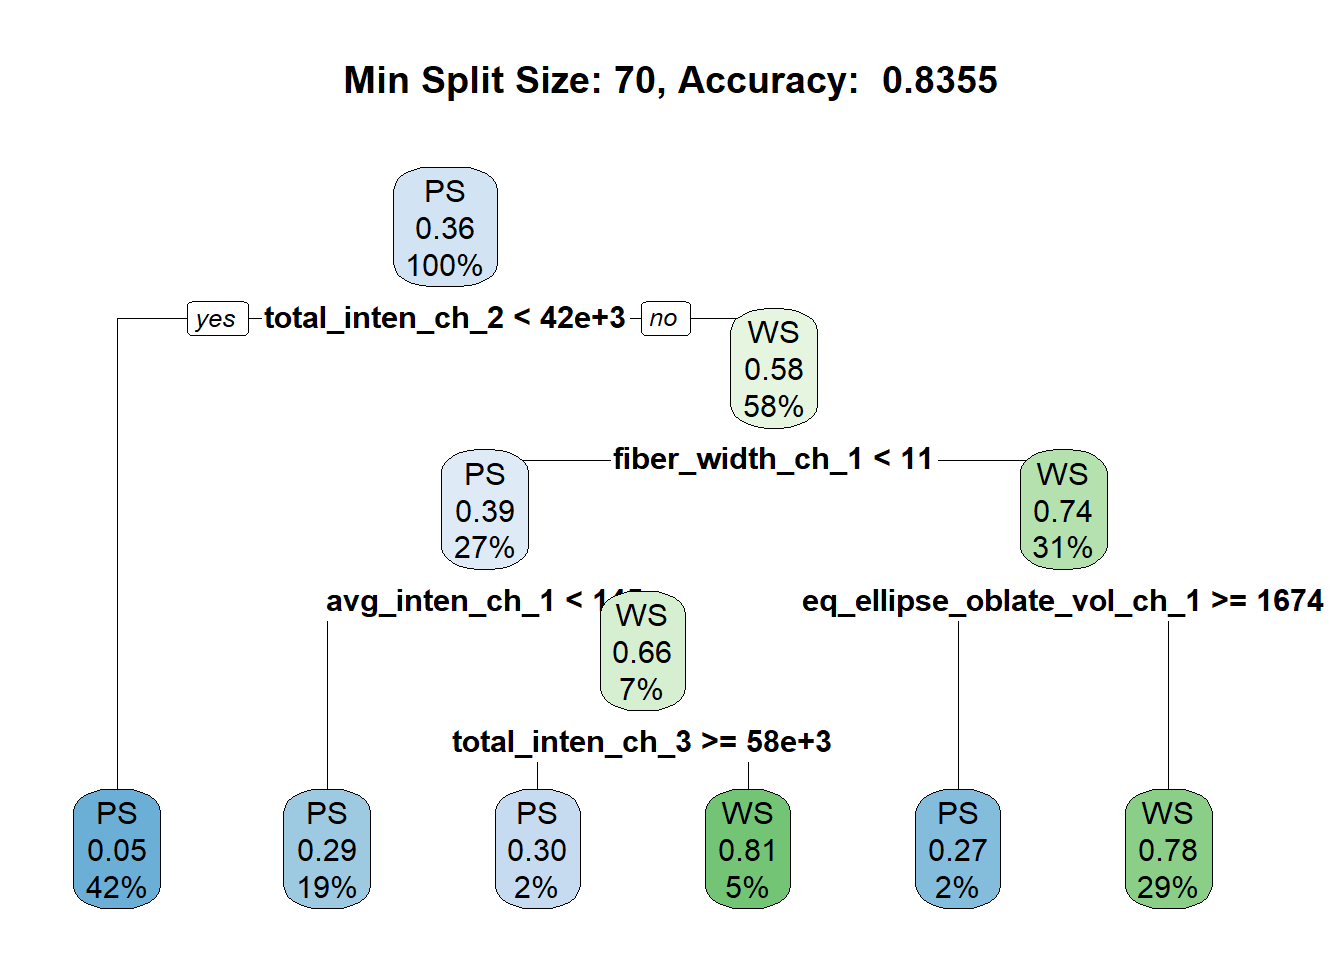 Min Split Size: 70, Accuracy:  0.8355
PS
0.36
100%
yes
total_inten_ch_2 < 42e+3
no
WS
0.58
58%
fiber_width_ch_1 < 11
PS
0.39
27%
WS
0.74
31%
avg_inten_ch_1 <
eq_ellipse_oblate_vol_ch_1 >= 1674
WS
0.66
7%
total_inten_ch_3 >= 58e+3
PS
0.05
42%
PS
0.29
19%
PS
0.30
2%
WS
0.81
5%
PS
0.27
2%
WS
0.78
29%